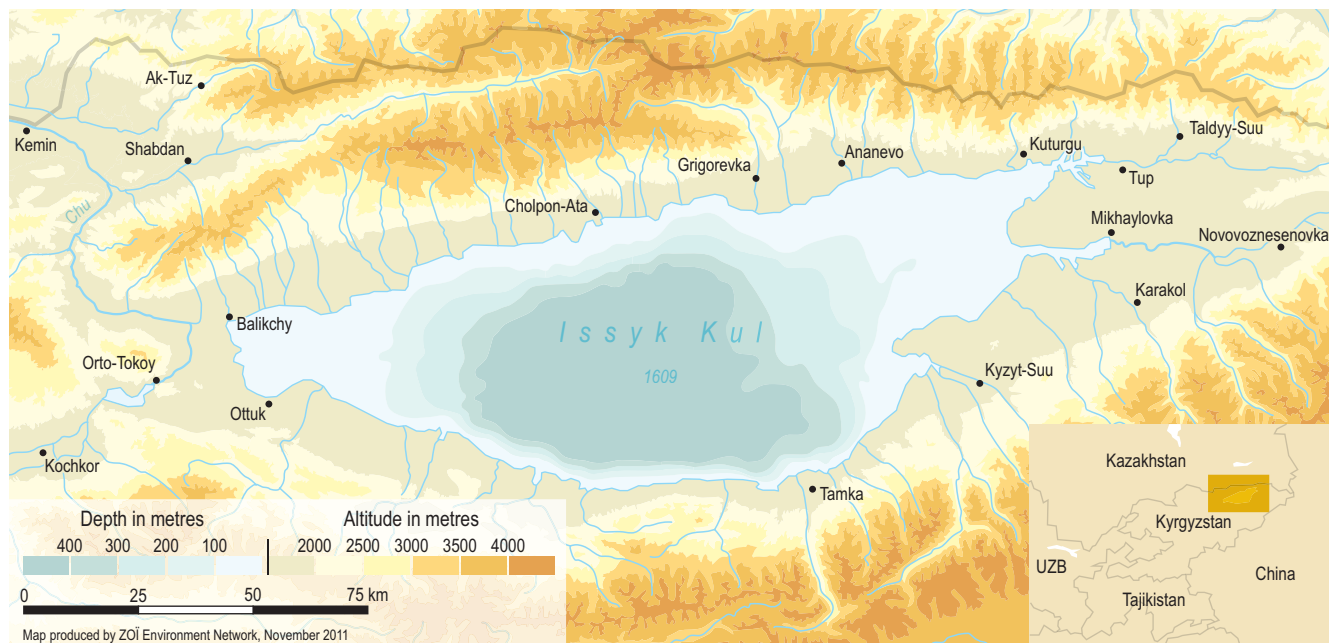 Ak-Tuz
Kemin
Shabdan
Chu
Taldyy-Suu
Kuturgu
Ananevo
Grigorevka
Tup
Cholpon-Ata
Mikhaylovka
Novovoznesenovka
Karakol
Balikchy
Issyk Kul
1609
Orto-Tokoy
Kyzyt-Suu
Ottuk
Kochkor
Tamka
Depth in metres
Altitude in metres
400 300 200 100 2000 2500 3000 3500 4000
0 25 50 75 km
Map produced by ZOÏ Environment Network, November 2011
Kazakhstan
Kyrgyzstan
UZB
China
Tajikistan